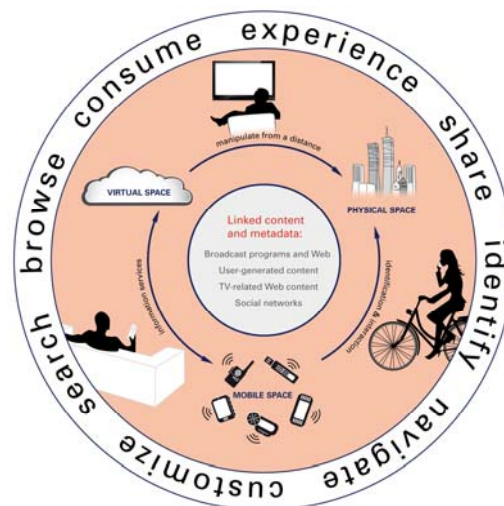 browse consume experience share identify navigate customize search
manipulate from a distance
VIRTUAL SPACE
PHYSICAL SPACE
Linked content
and metadata:
Broadcast programs and Web
User-generated content
TV-related Web content
Social networks
information services
identification & interaction
MOBILE SPACE